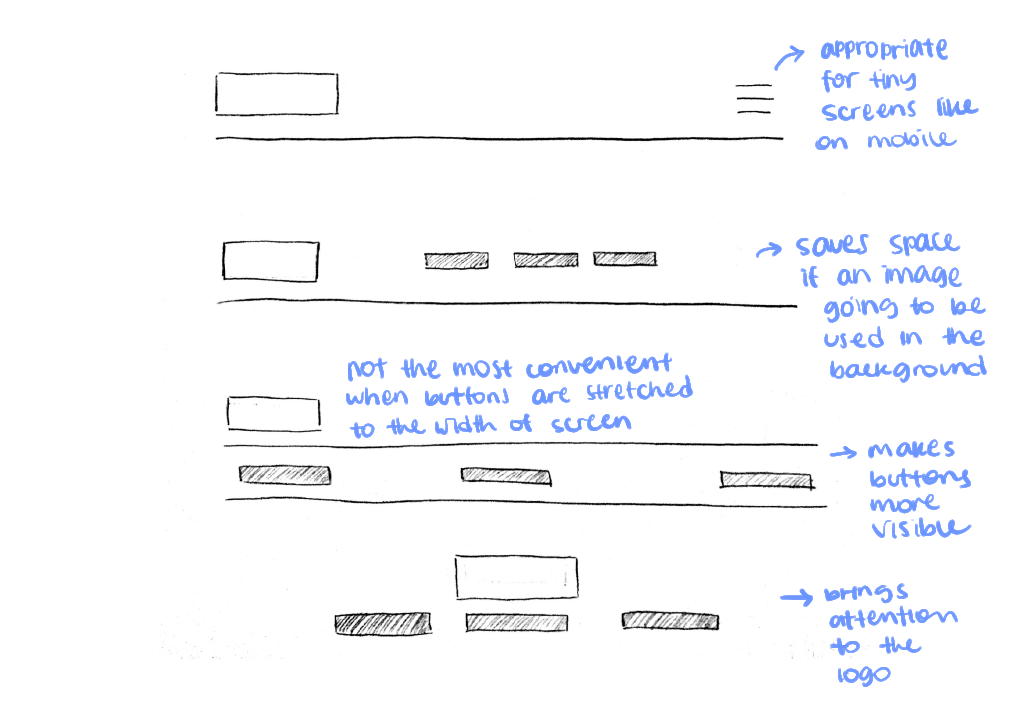 appropriate
for tiny
screens like
on mobile
saves space
if an image
going to be
used in the
background
not the most convenient
when buttons are stretched
to the width of screen
makes
buttons
more
visible
brings
attention
to the
logo